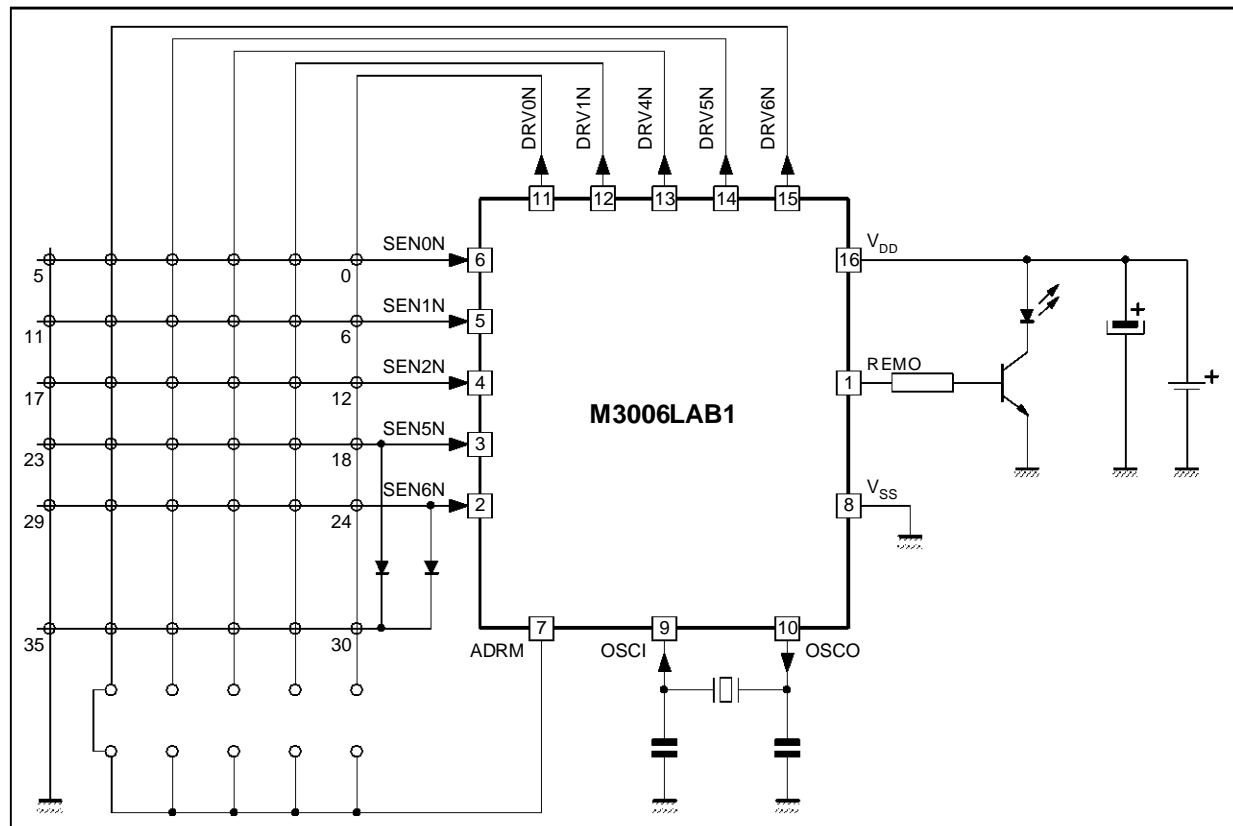 DRV0N
DRV1N
DRV4N
DRV5N
DRV6N
11
12
13
14
15
SEN0N
6
5
0
SEN1N
5
11
6
SEN2N
4
17
12
SEN5N
3
23
18
SEN6N
2
29
24
35
30
M3006LAB1
VDD
16
+
+
REMO
1
VSS
8
7
9
10
ADRM
OSCI
OSCO